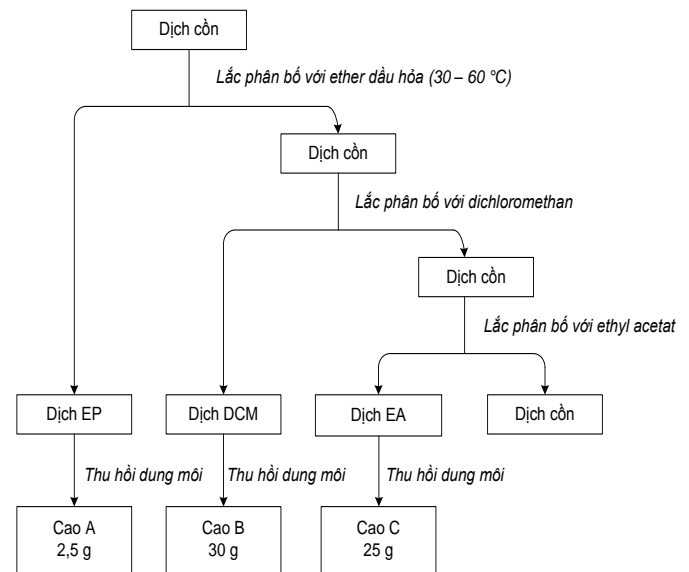 Dịch cồn
Lắc phân bố với ether dầu hỏa (30 – 60 °C)
Dịch cồn
Lắc phân bố với dichloromethan
Dịch cồn
Lắc phân bố với ethyl acetat
Dịch EP
Dịch DCM
Dịch EA
Dịch cồn
Thu hồi dung môi
Thu hồi dung môi
Thu hồi dung môi
Cao A
2,5 g
Cao B
30 g
Cao C
25 g